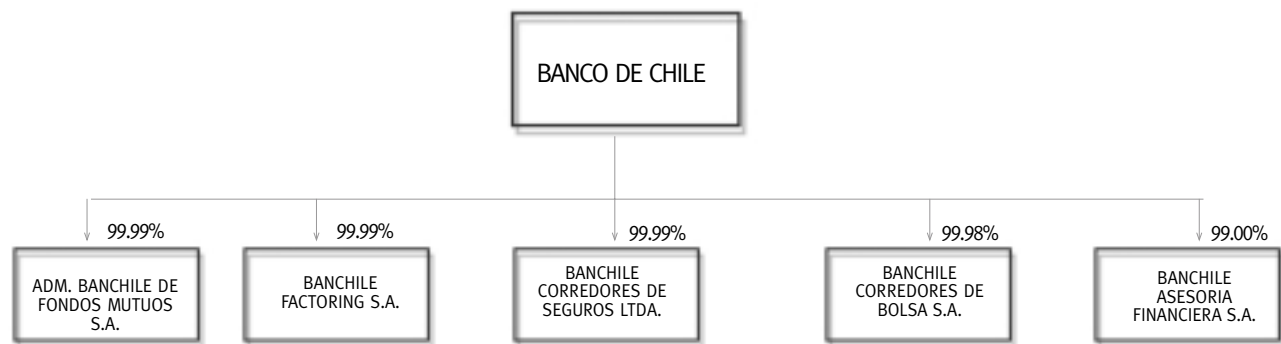 BANCO DE CHILE
99.99%
99.99%
99.99%
99.98%
99.00%
ADM. BANCHILE DE
FONDOS MUTUOS
S.A.
BANCHILE
FACTORING S.A.
BANCHILE
CORREDORES DE
SEGUROS LTDA.
BANCHILE
CORREDORES DE
BOLSA S.A.
BANCHILE
ASESORIA
FINANCIERA S.A.